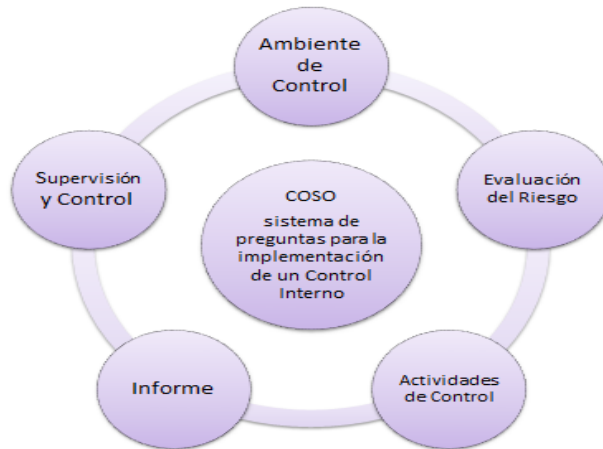 Ambiente
de
Control
Supervisión
y Control
Evaluación
del Riesgo
COSO
sistema de
preguntas para la
implementación
de un Control
Interno
Informe
Actividades
de Control